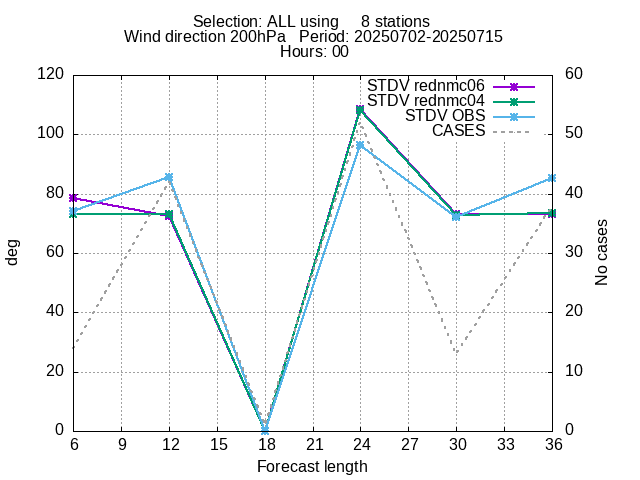 Selection: ALL using     8 stations
Wind direction 200hPa   Period: 20250702-20250715
Hours: 00
STDV rednmc06
STDV rednmc04
STDV OBS
CASES
120
100
80
60
40
20
0
60
50
40
30
20
10
0
deg
No cases
6 9 12 15 18 21 24 27 30 33 36
Forecast length